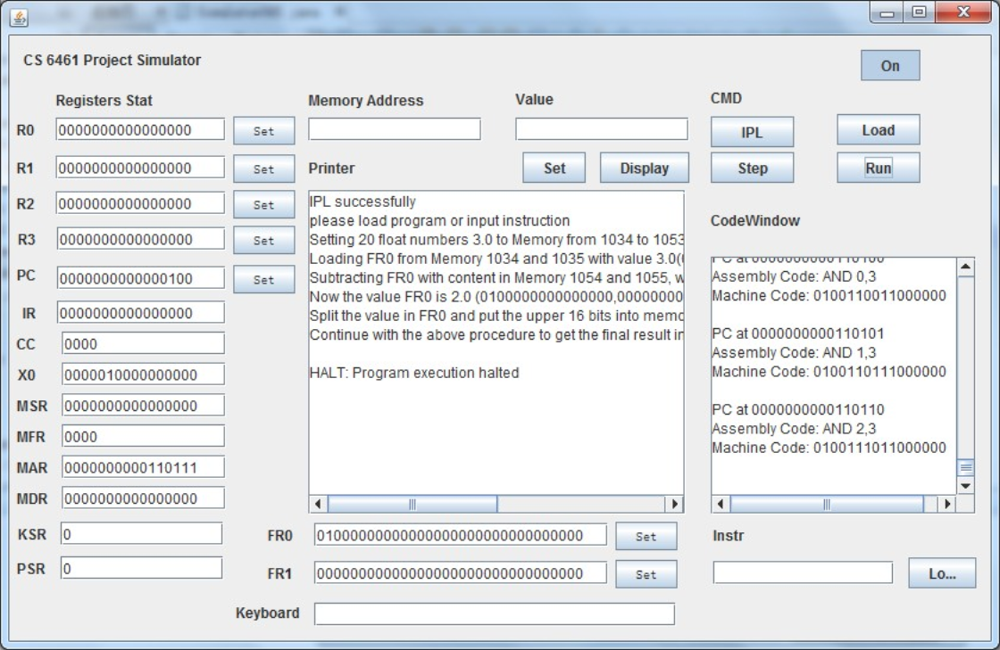 CS 6461 Project Simulator
On
Registers Stat
Memory Address
Value
CMD
R0 0000000000000000 Set
IPL
Load
R1 0000000000000000 Set
Printer
Set
Display
Step
Run
R2 0000000000000000 Set
R3 0000000000000000 Set
PC 0000000000000100 Set
IR 0000000000000000
CC 0000
X0 0000010000000000
MSR 0000000000000000
MFR 0000
MAR 0000000000110111
MDR 0000000000000000
KSR 0
PSR 0
IPL successfully
please load program or input instruction
Setting 20 float numbers 3.0 to Memory from 1034 to 1053
Loading FR0 from Memory 1034 and 1035 with value 3.0(
Subtracting FR0 with content in Memory 1054 and 1055, w
Now the value FR0 is 2.0 (0100000000000000,00000000
Split the value in FR0 and put the upper 16 bits into memo
Continue with the above procedure to get the final result in
HALT: Program execution halted
CodeWindow
PC at 0000000000110100
Assembly Code: AND 0,3
Machine Code: 0100110011000000
PC at 0000000000110101
Assembly Code: AND 1,3
Machine Code: 0100110111000000
PC at 0000000000110110
Assembly Code: AND 2,3
Machine Code: 0100111011000000
FR0 01000000000000000000000000000000 Set
FR1 00000000000000000000000000000000 Set
Keyboard
Instr
Lo...